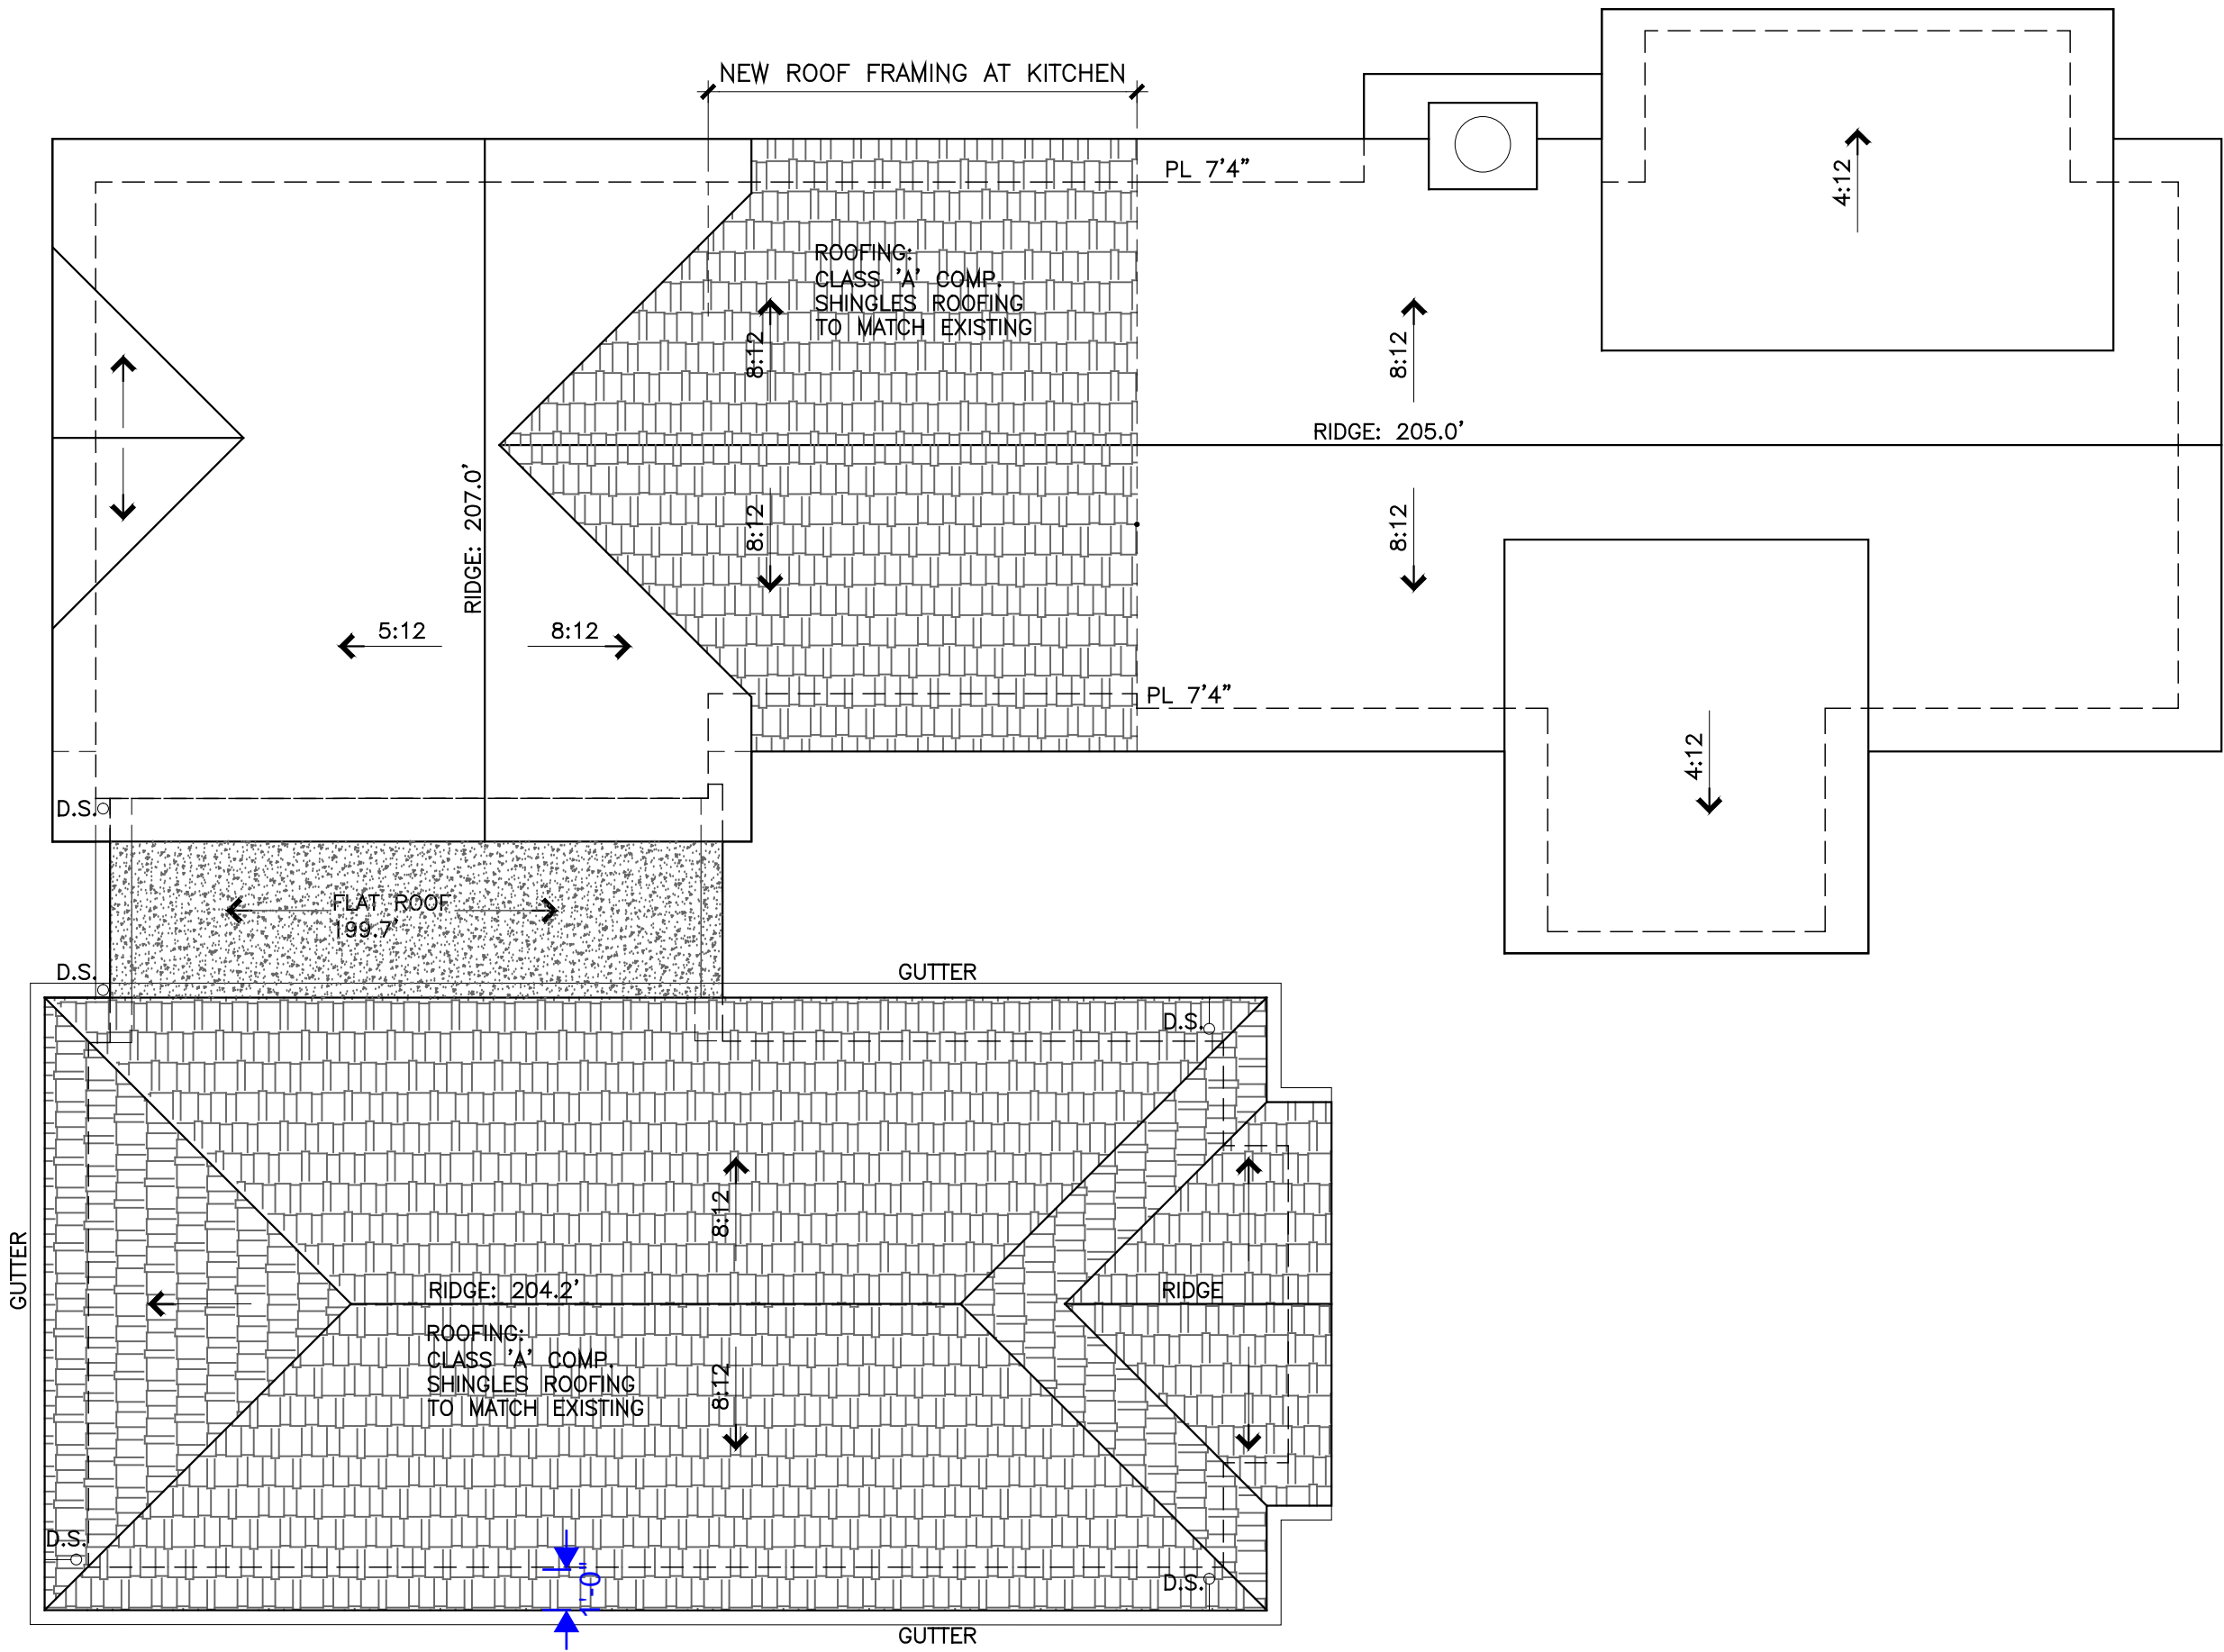 NEW ROOF FRAMING AT KITCHEN
PL 7'4"
4:12
ROOFING:
CLASS 'A' COMP.
SHINGLES ROOFING
TO MATCH EXISTING
8:12
8:12
RIDGE: 205.0'
RIDGE: 207.0'
8:12
8:12
5:12
8:12
PL 7'4"
4:12
D.S.
FLAT ROOF
199.7'
D.S.
GUTTER
D.S.
8:12
GUTTER
RIDGE: 204.2'
RIDGE
ROOFING:
CLASS 'A' COMP.
SHINGLES ROOFING
TO MATCH EXISTING
8:12
D.S.
1'-0"
D.S.
GUTTER